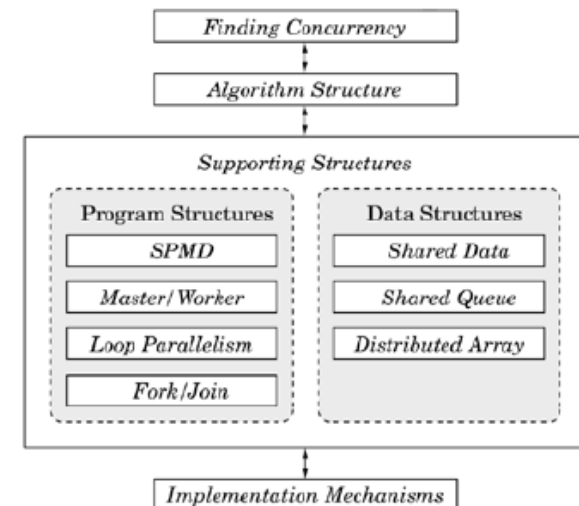 Finding Concurrency
Algorithm Structure
Supporting Structures
Program Structures
SPMD
Master/Worker
Loop Parallelism
Fork/Join
Data Structures
Shared Data
Shared Queue
Distributed Array
Implementation Mechanisms